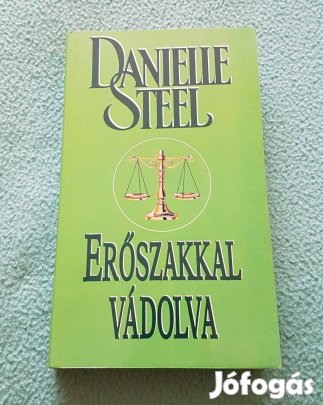 DANIELLE
STEEL
ERŐSZAKKAL
VÁDOLVA
Jófogás